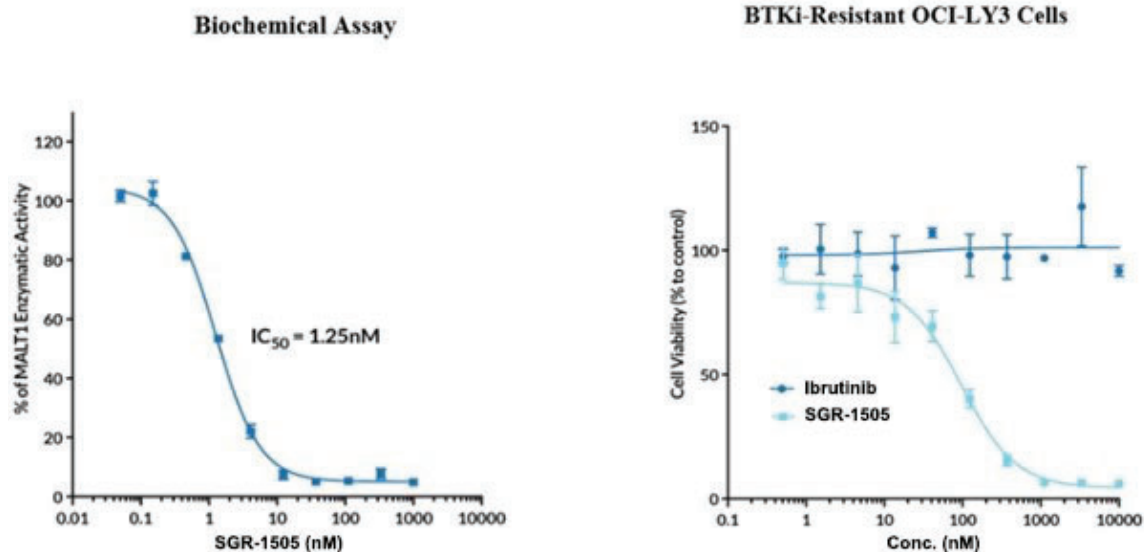 Biochemical Assay
120
100
80
60
40
20
0
% of MALT1 Enzymatic Activity
IC50 = 1.25nM
0.01 0.1 1 10 100 1000 10000
SGR-1505 (nM)
BTKi-Resistant OCI-LY3 Cells
150
100
50
0
Cell Viability (% to control)
Ibrutinib
SGR-1505
0.1 1 10 100 1000 10000
Conc. (nM)